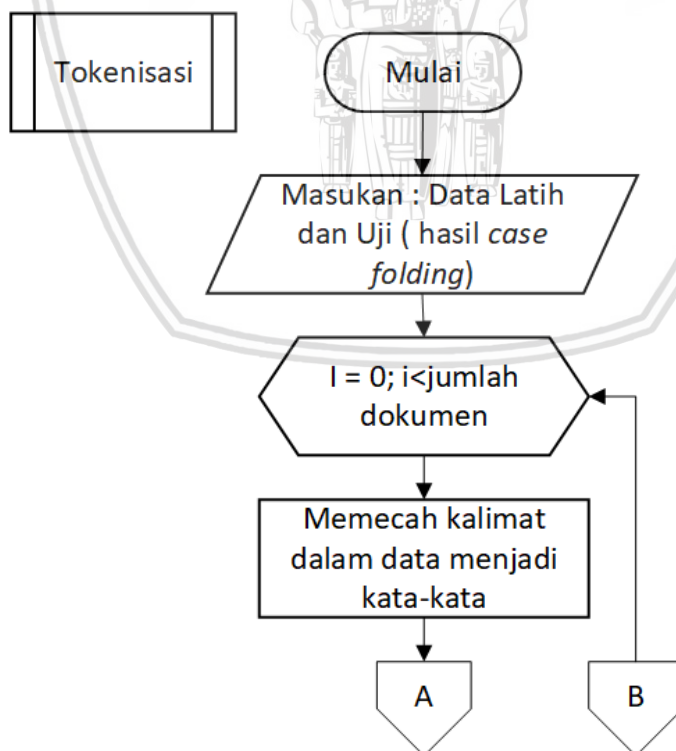 Tokenisasi
Mulai
Masukan : Data Latih
dan Uji ( hasil case
folding)
I = 0; i<jumlah
dokumen
Memecah kalimat
dalam data menjadi
kata-kata
A
B